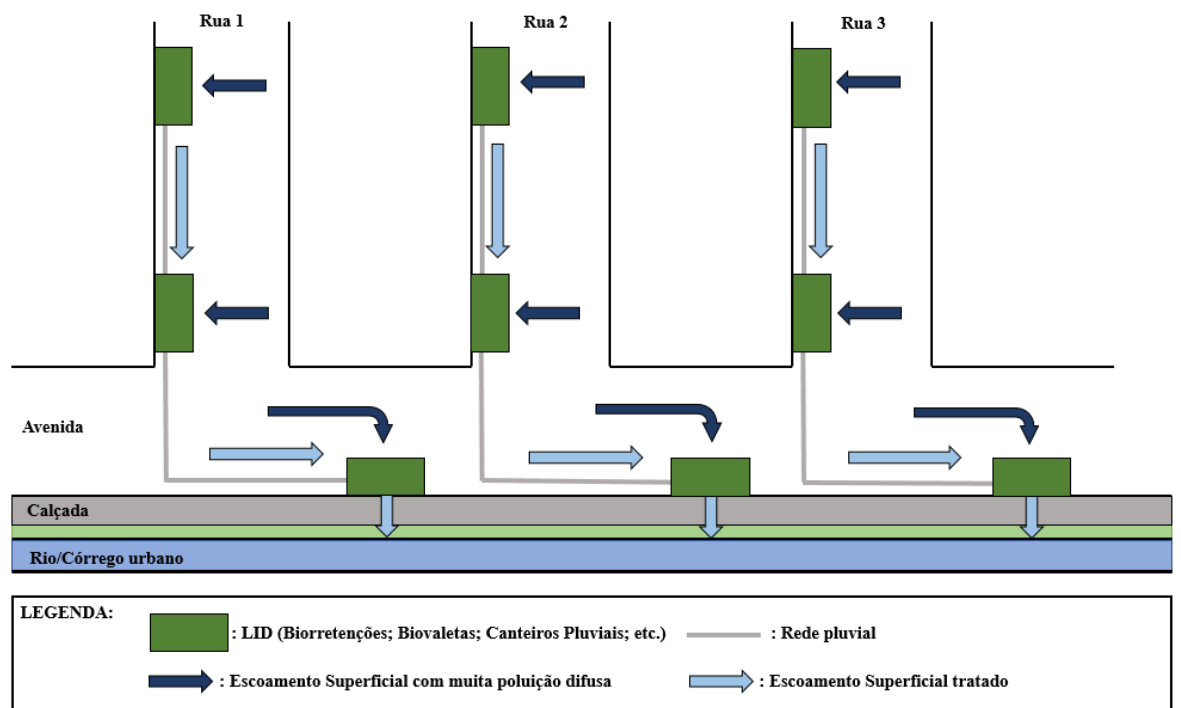 Rua 1
Rua 2
Rua 3
Avenida
Calçada
Rio/Córrego urbano
LEGENDA:
: LID (Biorretenções; Biovaletas; Canteiros Pluviais; etc.)
: Rede pluvial
: Escoamento Superficial com muita poluição difusa
: Escoamento Superficial tratado